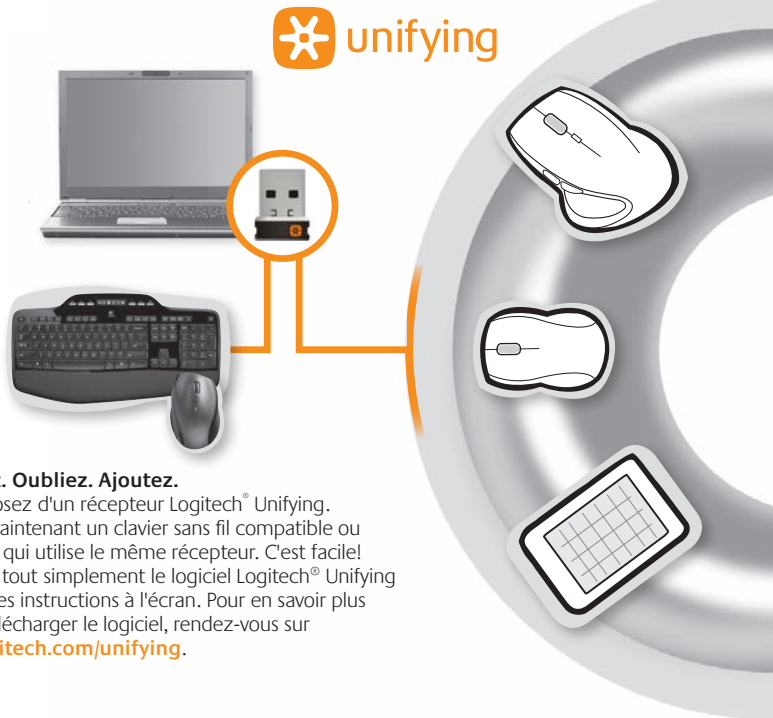 unifying
. Oubliez. Ajoutez.
osez d'un récepteur Logitech® Unifying.
aintenant un clavier sans fil compatible ou
qui utilise le même récepteur. C'est facile!
tout simplement le logiciel Logitech® Unifying
es instructions à l'écran. Pour en savoir plus
lécharger le logiciel, rendez-vous sur
itech.com/unifying.